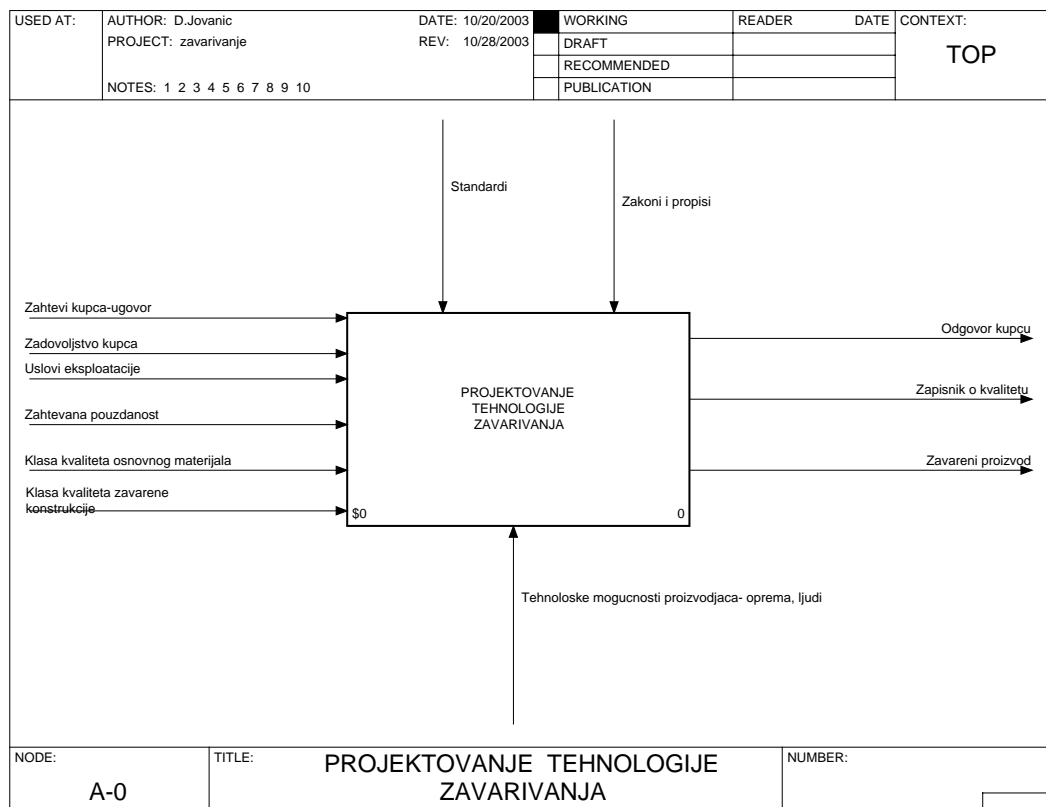 USED AT:
AUTHOR: D.Jovanic
DATE: 10/20/2003
WORKING
READER
DATE
CONTEXT:
PROJECT: zavarivanje
REV: 10/28/2003
DRAFT
TOP
RECOMMENDED
NOTES: 1 2 3 4 5 6 7 8 9 10
PUBLICATION
Standardi
Zakoni i propisi
Zahtevi kupca-ugovor
Odgovor kupcu
Zadovoljstvo kupca
Uslovi eksploatacije
PROJEKTOVANJE
TEHNOLOGIJE
ZAVARIVANJA
Zapisnik o kvalitetu
Zahtevana pouzdanost
Klasa kvaliteta osnovnog materijala
Zavareni proizvod
Klasa kvaliteta zavarene
konstrukcije
$0
0
Tehnoloske mogucnosti proizvodjaca- oprema, ljudi
NODE:
TITLE:
PROJEKTOVANJE TEHNOLOGIJE
ZAVARIVANJA
NUMBER:
A-0